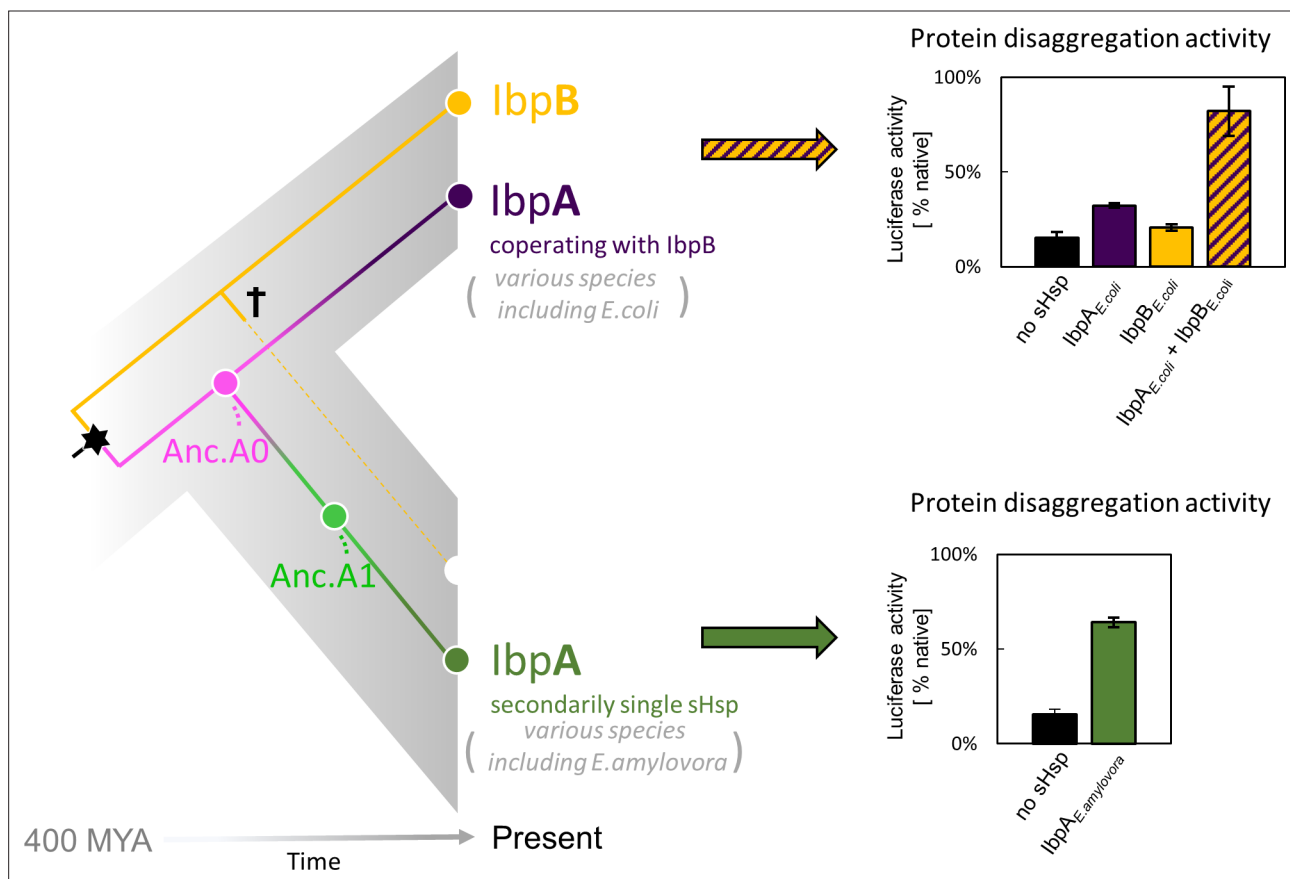 IbpB
IbpA
coperating with IbpB
( various species
including E.coli )
†
Anc.A0
Anc.A1
IbpA
secondarily single sHsp
( various species
including E.amylovora )
400 MYA
Time
Present
Protein disaggregation activity
Luciferase activity
[ % native]
100%
50%
0%
no sHsp
IbpAE.coli
IbpBE.coli
IbpAE.coli + IbpBE.coli
Protein disaggregation activity
Luciferase activity
[ % native]
100%
50%
0%
no sHsp
IbpAE.amylovora